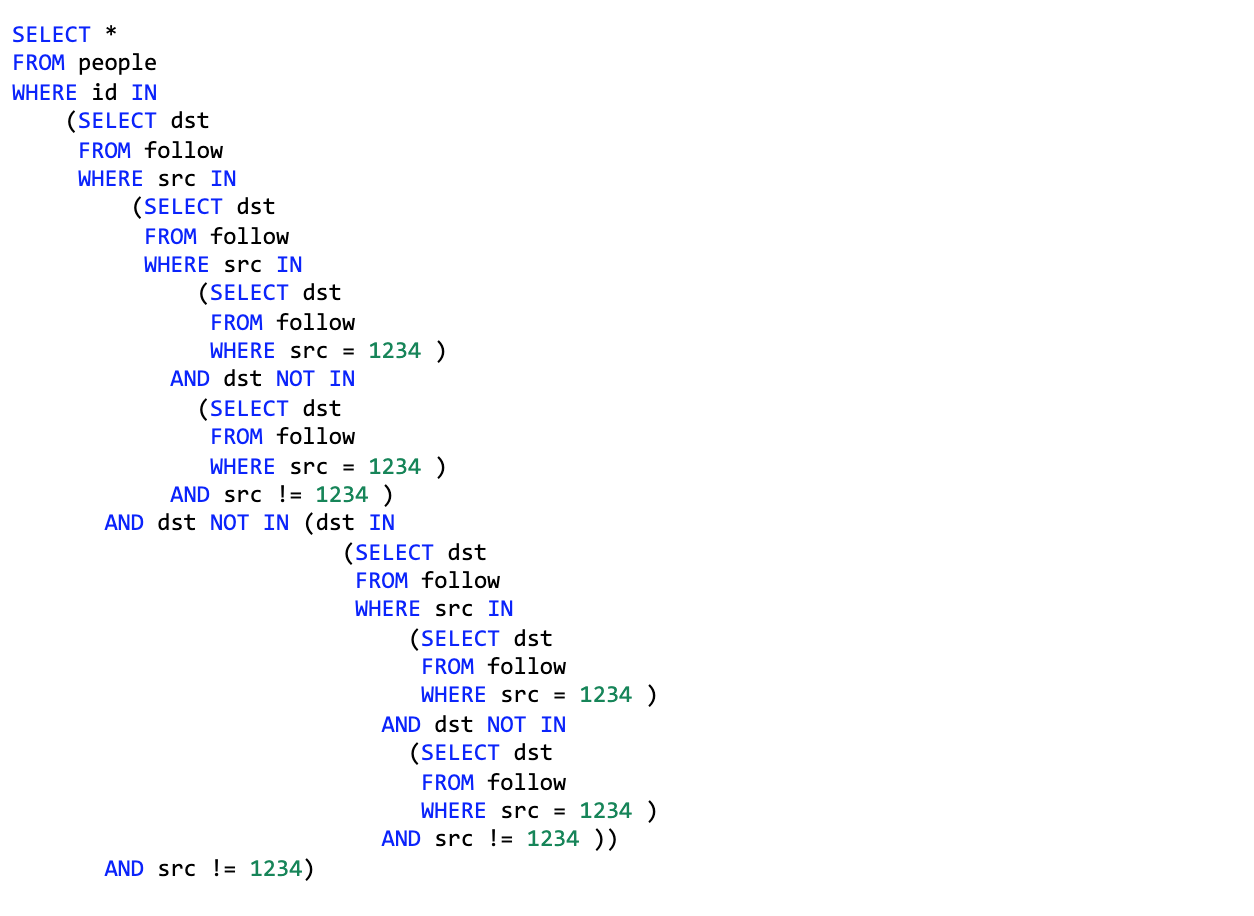 SELECT *
FROM people
WHERE id IN
(SELECT dst
FROM follow
WHERE src IN
(SELECT dst
FROM follow
WHERE src IN
(SELECT dst
FROM follow
WHERE src = 1234 )
AND dst NOT IN
(SELECT dst
FROM follow
WHERE src = 1234 )
AND src != 1234 )
AND dst NOT IN (dst IN
(SELECT dst
FROM follow
WHERE src IN
(SELECT dst
FROM follow
WHERE src = 1234 )
AND dst NOT IN
(SELECT dst
FROM follow
WHERE src = 1234 )
AND src != 1234 ))
AND src != 1234)